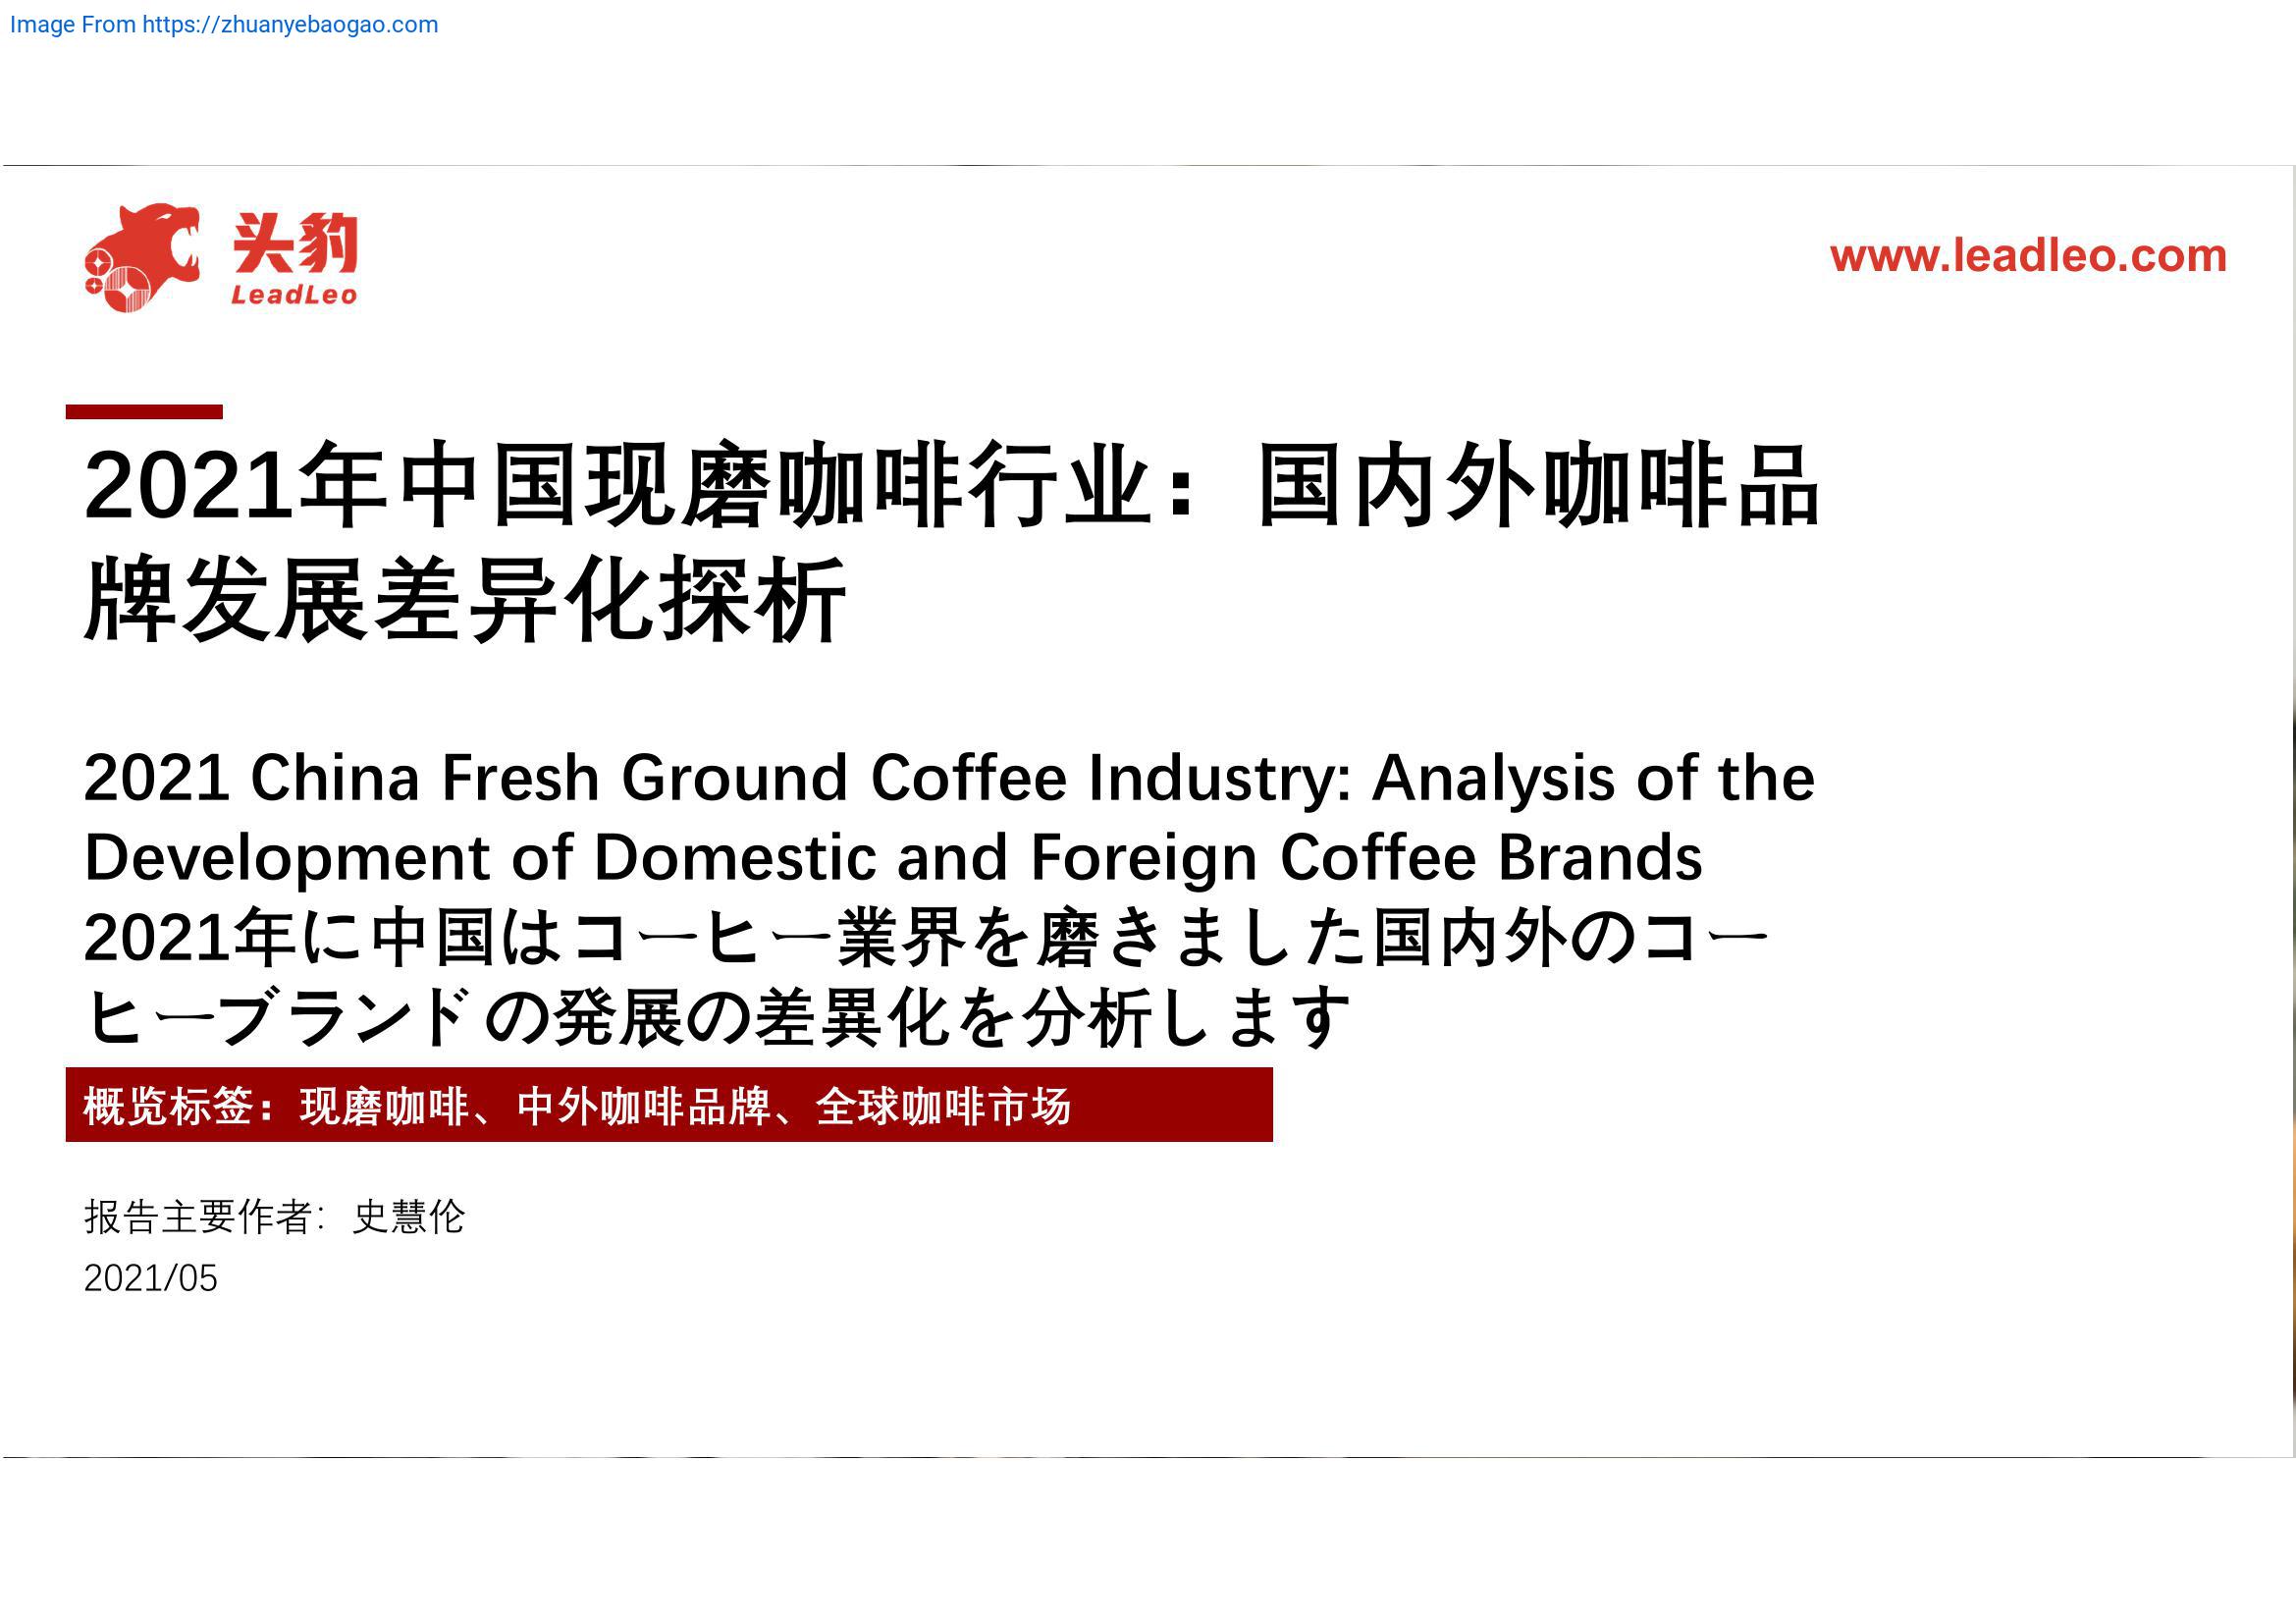 Image From https://zhuanyebaogao.com
头豹
LeadLeo
www.leadleo.com
2021年中国现磨咖啡行业：国内外咖啡品
牌发展差异化探析
2021 China Fresh Ground Coffee Industry: Analysis of the
Development of Domestic and Foreign Coffee Brands
2021年に中国はコーヒー業界を磨きました国内外のコー
ヒーブランドの発展の差異化を分析します
概览标签：现磨咖啡、中外咖啡品牌、全球咖啡市场
报告主要作者：史慧伦
2021/05